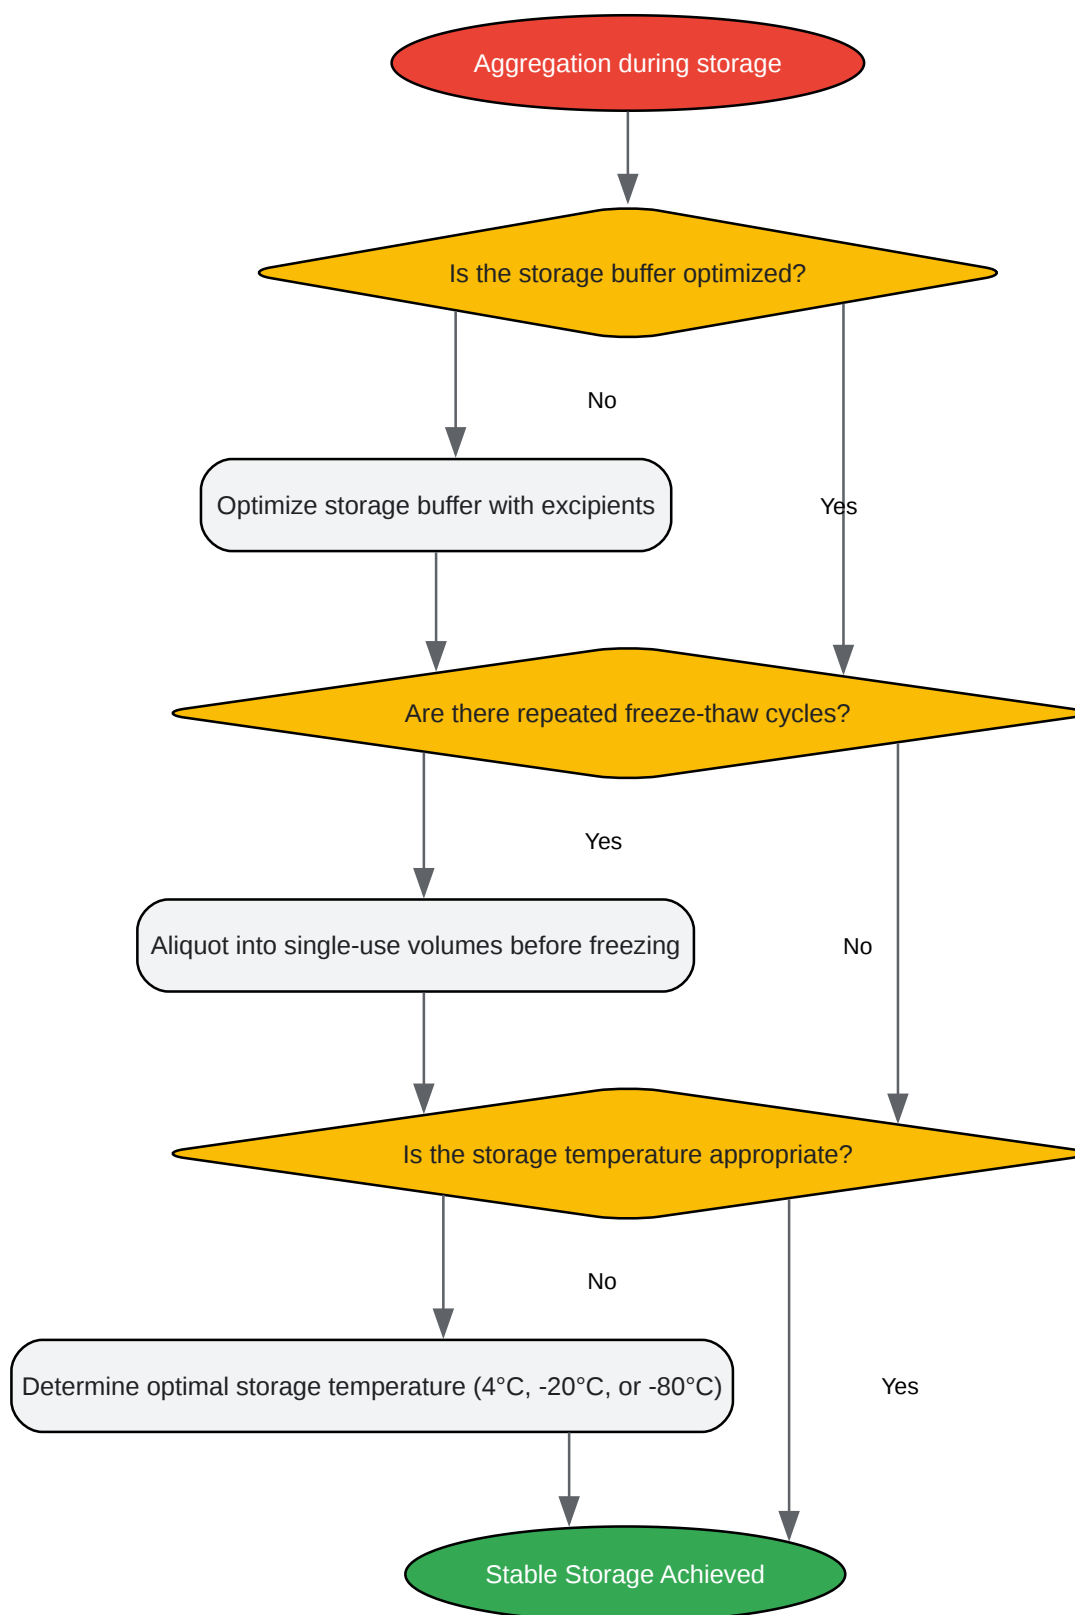 Aggregation during storage
Is the storage buffer optimized?
No
Optimize storage buffer with excipients
Yes
Are there repeated freeze-thaw cycles?
Yes
Aliquot into single-use volumes before freezing
No
Is the storage temperature appropriate?
No
Determine optimal storage temperature (4°C, -20°C, or -80°C)
Yes
Stable Storage Achieved